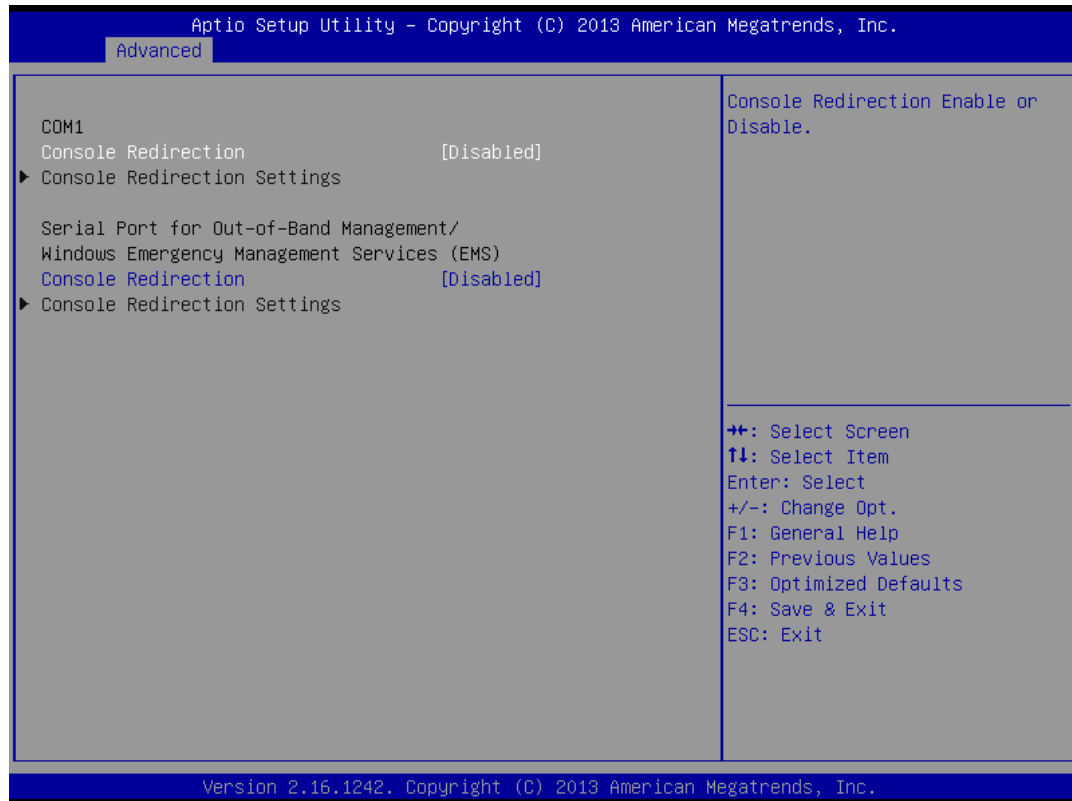 Aptio Setup Utility – Copyright (C) 2013 American Megatrends, Inc.
Advanced
COM1
Console Redirection [Disabled]
▶ Console Redirection Settings
Serial Port for Out-of-Band Management/
Windows Emergency Management Services (EMS)
Console Redirection [Disabled]
▶ Console Redirection Settings
Console Redirection Enable or
Disable.
→←: Select Screen
↑↓: Select Item
Enter: Select
+/-: Change Opt.
F1: General Help
F2: Previous Values
F3: Optimized Defaults
F4: Save & Exit
ESC: Exit
Version 2.16.1242. Copyright (C) 2013 American Megatrends, Inc.